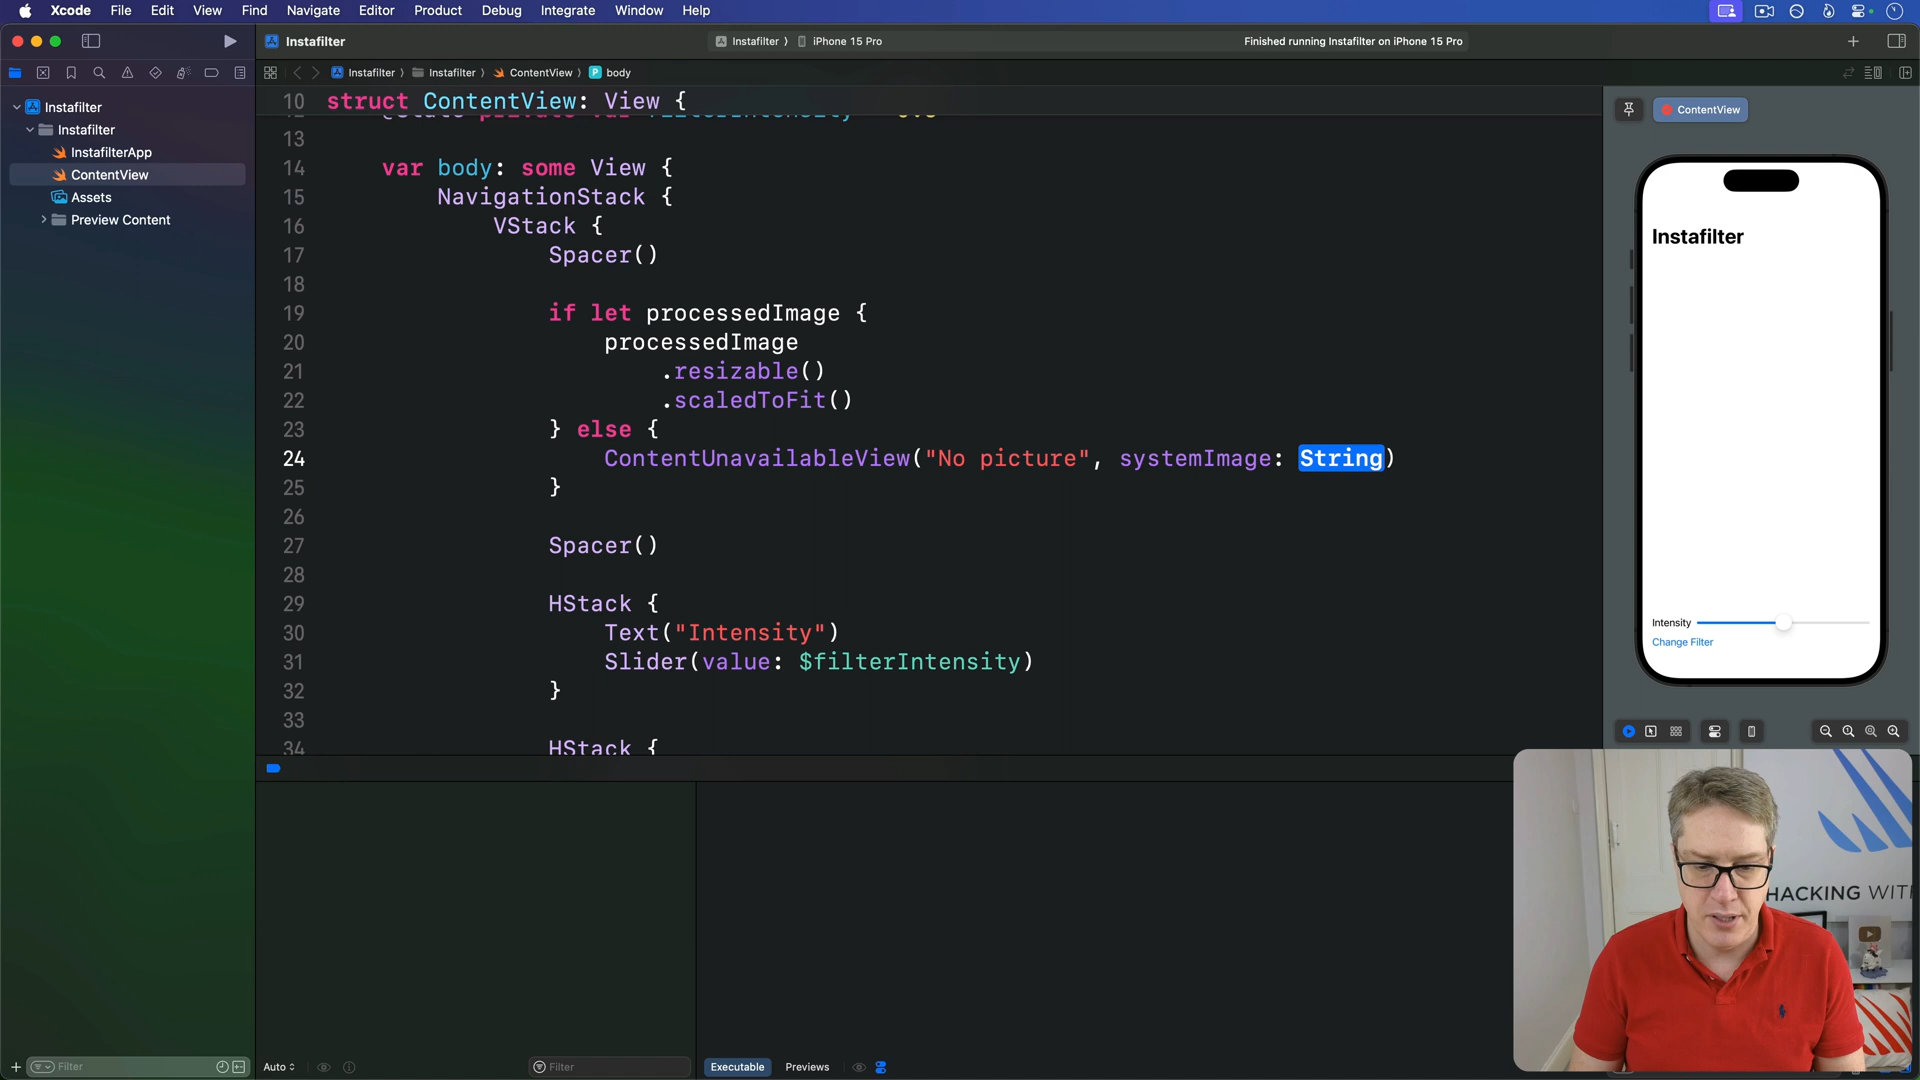 Xcode File Edit View Find Navigate Editor Product Debug Integrate Window Help
Instafilter
Instafilter 〉 iPhone 15 Pro
Finished running Instafilter on iPhone 15 Pro
Instafilter 〉 Instafilter 〉 ContentView 〉 P body
Instafilter
Instafilter
InstafilterApp
ContentView
Assets
Preview Content
10 struct ContentView: View {
13
14 var body: some View {
15 NavigationStack {
16 VStack {
17 Spacer()
18
19 if let processedImage {
20 processedImage
21 .resizable()
22 .scaledToFit()
23 } else {
24 ContentUnavailableView("No picture", systemImage: String)
25 }
26
27 Spacer()
28
29 HStack {
30 Text("Intensity")
31 Slider(value: $filterIntensity)
32 }
33
34 HStack {
ContentView
Instafilter
Intensity
Change Filter
HACKING WIT
Filter
Auto
Filter
Executable Previews